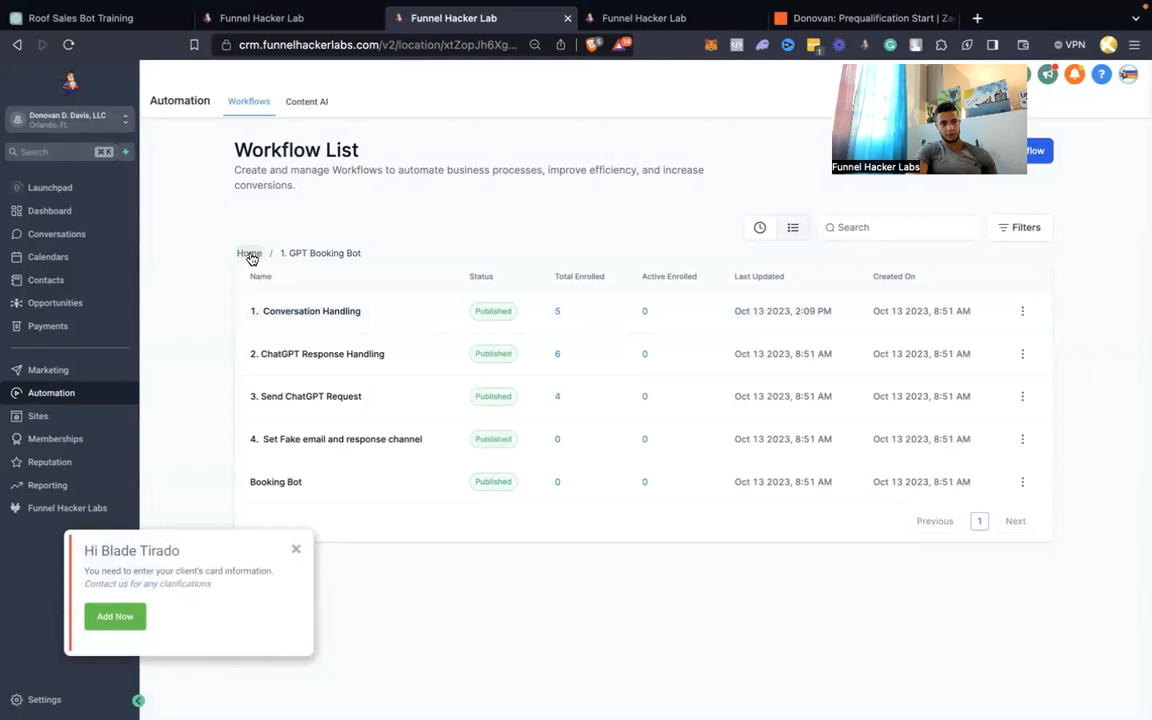 Roof Sales Bot Training
Funnel Hacker Lab
Funnel Hacker Lab
Funnel Hacker Lab
Donovan: Prequalification Start | Za
crm.funnelhackerlabs.com/v2/location/xtZopJh6Xg...
VPN
Donovan D. Davis, LLC
Orlando, FL
Search
⌘K
Launchpad
Dashboard
Conversations
Calendars
Contacts
Opportunities
Payments
Marketing
Automation
Sites
Memberships
Reputation
Reporting
Funnel Hacker Labs
Settings
Automation
Workflows
Content AI
Workflow List
Create and manage Workflows to automate business processes, improve efficiency, and increase
conversions.
Funnel Hacker Labs
flow
Search
Filters
Home / 1. GPT Booking Bot
Name Status Total Enrolled Active Enrolled Last Updated Created On
1. Conversation Handling Published 5 0 Oct 13 2023, 2:09 PM Oct 13 2023, 8:51 AM
2. ChatGPT Response Handling Published 6 0 Oct 13 2023, 8:51 AM Oct 13 2023, 8:51 AM
3. Send ChatGPT Request Published 4 0 Oct 13 2023, 8:51 AM Oct 13 2023, 8:51 AM
4. Set Fake email and response channel Published 0 0 Oct 13 2023, 8:51 AM Oct 13 2023, 8:51 AM
Booking Bot Published 0 0 Oct 13 2023, 8:51 AM Oct 13 2023, 8:51 AM
Previous 1 Next
Hi Blade Tirado
You need to enter your client's card information.
Contact us for any clarifications.
Add Now